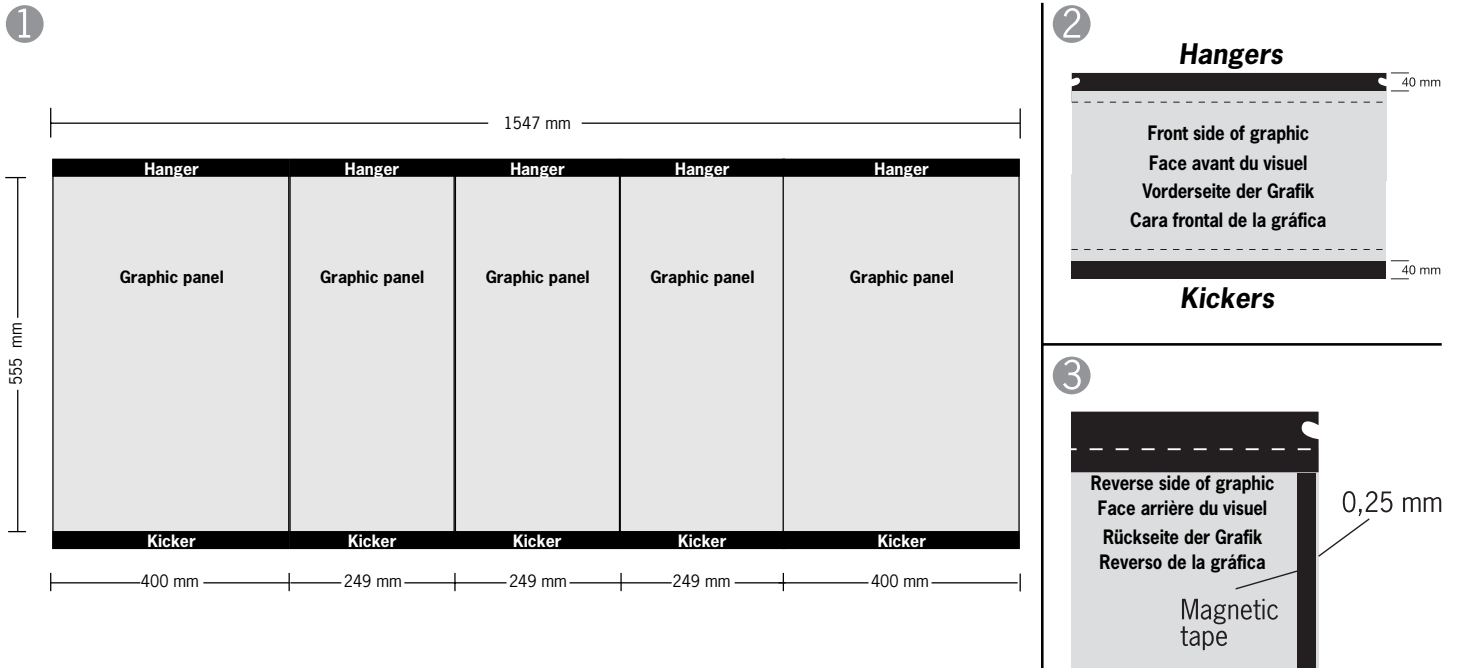 1
1547 mm
Hanger Hanger Hanger Hanger Hanger
Graphic panel Graphic panel Graphic panel Graphic panel Graphic panel
555 mm
Kicker Kicker Kicker Kicker Kicker
400 mm 249 mm 249 mm 249 mm 400 mm
2
Hangers
40 mm
Front side of graphic
Face avant du visuel
Vorderseite der Grafik
Cara frontal de la gráfica
40 mm
Kickers
3
Reverse side of graphic
Face arrière du visuel
Rückseite der Grafik
Reverso de la gráfica
0,25 mm
Magnetic
tape